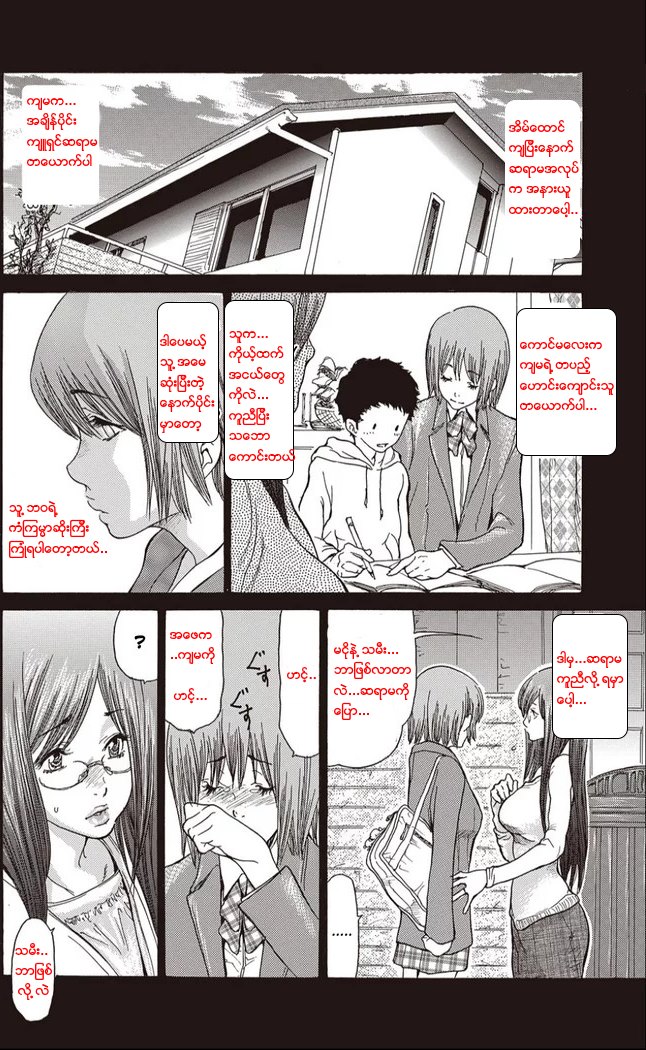 အိမ်ထောင်
ကျပြီးနောက်
ဆရာမအလုပ်
က အနားယူ
ထားတာပေါ့..
ကျမက...
အချိန်ပိုင်း
ကျူရှင်ဆရာမ
တယောက်ပါ
ကောင်မလေးက
ကျမရဲ့ တပည့်
ဟောင်းကျောင်းသူ
တယောက်ပါ...
သူက...
ကိုယ့်ထက်
အငယ်တွေ
ကိုလဲ...
ကူညီပြီး
သဘော
ကောင်းတယ်
ဒါပေမယ့်
သူ့ အမေ
ဆုံးပြီးတဲ့
နောက်ပိုင်း
မှာတော့
သူ့ ဘဝရဲ့
ကံကြမ္မာဆိုးကြီး
ကြုံရပါတော့တယ်..
ဒါမှ...ဆရာမ
ကူညီလို့ ရမှာ
ပေါ့...
မငိုနဲ့ သမီး...
ဘာဖြစ်လာတာ
လဲ...ဆရာမကို
ပြော...
.....
ဟင့်...
ぐすぐす
အဖေက
..ကျမကို
ဟင့်...
?
သမီး..
ဘာဖြစ်
လို့ လဲ